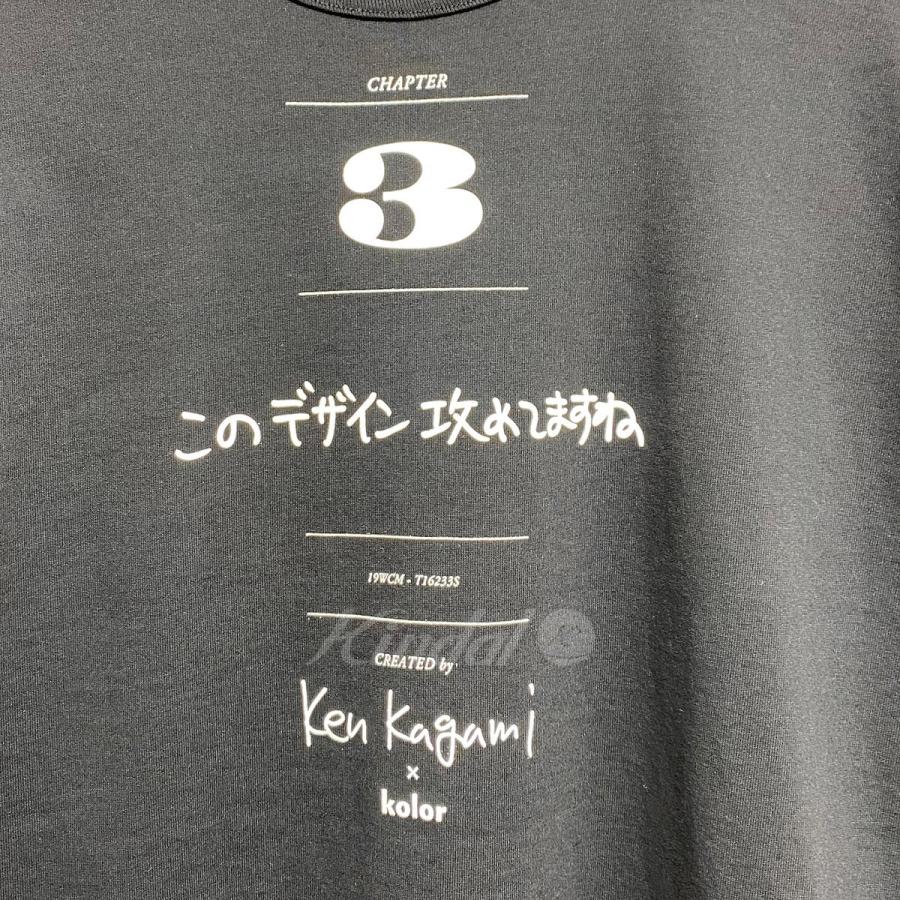 CHAPTER
3
このデザイン攻めてますね
19WCM - T16233S
Kindal
CREATED by
Ken Kagami
×
kolor